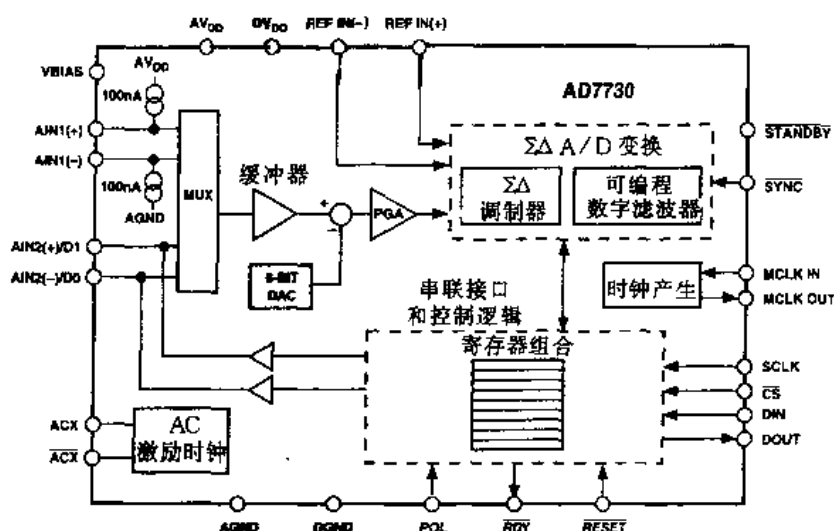 AVDD
DVDD
REF IN(−)
REF IN(+)
VBIAS
AVDD
100nA
AD7730
AIN1(+)
AIN1(−)
100nA
AGND
MUX
缓冲器
+
−
PGA
8-BIT
DAC
ΣΔ A/D 变换
ΣΔ
调制器
可编程
数字滤波器
STANDBY
SYNC
AIN2(+)/D1
AIN2(−)/D0
串联接口
和控制逻辑
寄存器组合
时钟产生
MCLK IN
MCLK OUT
SCLK
CS
DIN
DOUT
ACX
ACX
AC
激励时钟
AGND
DGND
POL
RDY
RESET